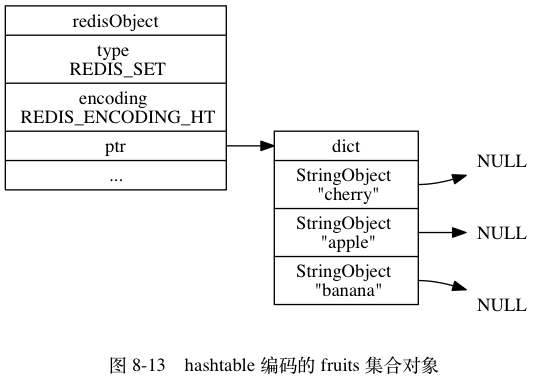 redisObject
type
REDIS_SET
encoding
REDIS_ENCODING_HT
ptr
...
dict
StringObject
"cherry"
StringObject
"apple"
StringObject
"banana"
NULL
NULL
NULL
图 8-13 hashtable 编码的 fruits 集合对象